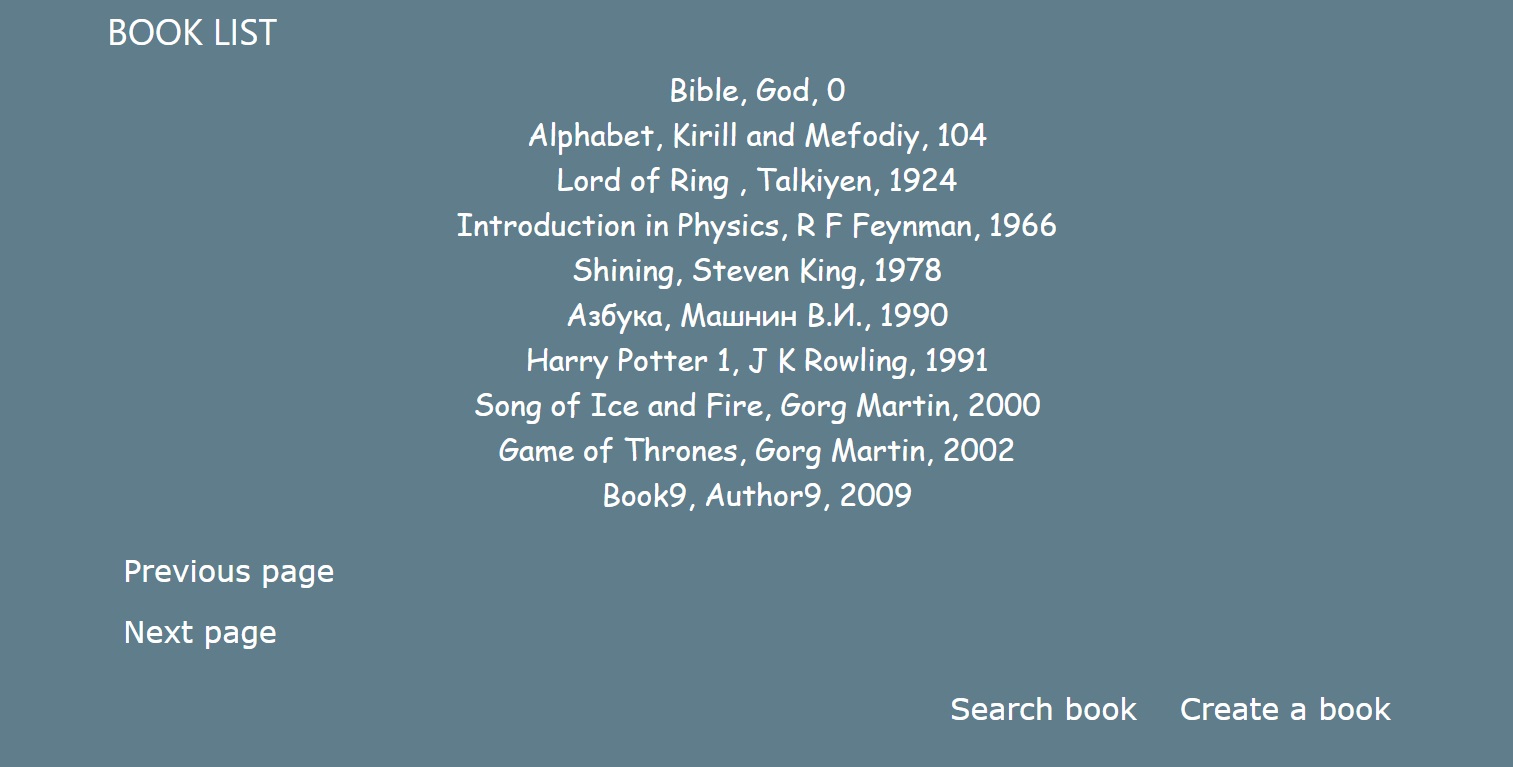 BOOK LIST
Bible, God, 0
Alphabet, Kirill and Mefodiy, 104
Lord of Ring , Talkiyen, 1924
Introduction in Physics, R F Feynman, 1966
Shining, Steven King, 1978
Азбука, Машнин В.И., 1990
Harry Potter 1, J K Rowling, 1991
Song of Ice and Fire, Gorg Martin, 2000
Game of Thrones, Gorg Martin, 2002
Book9, Author9, 2009
Previous page
Next page
Search book Create a book